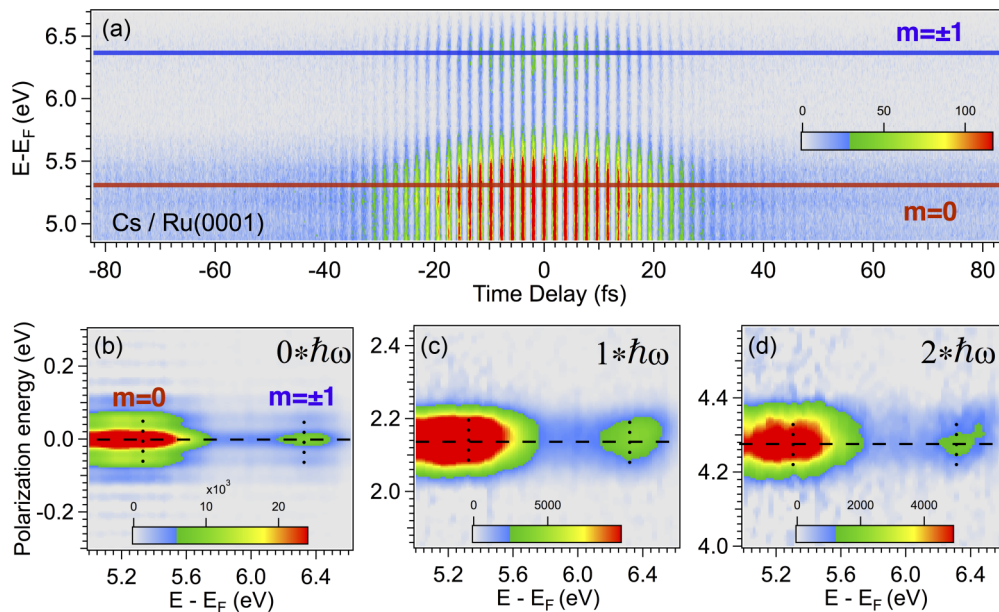 (a)
m=±1
0 50 100
Cs / Ru(0001)
m=0
E-E_F (eV)
6.5
6.0
5.5
5.0
-80 -60 -40 -20 0 20 40 60 80
Time Delay (fs)
(b)
0*ħω
m=0
m=±1
Polarization energy (eV)
0.2
0.0
-0.2
x10³
0 10 20
5.2 5.6 6.0 6.4
E - E_F (eV)
(c)
1*ħω
2.4
2.2
2.0
0 5000
5.2 5.6 6.0 6.4
E - E_F (eV)
(d)
2*ħω
4.4
4.2
4.0
0 2000 4000
5.2 5.6 6.0 6.4
E - E_F (eV)